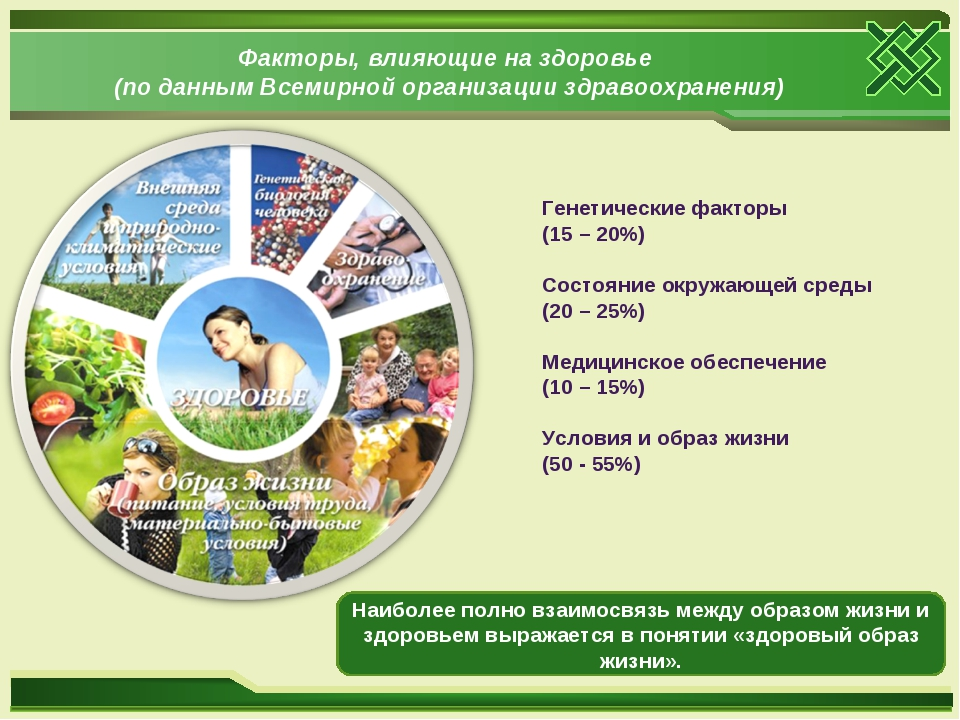 Факторы, влияющие на здоровье
(по данным Всемирной организации здравоохранения)
Внешняя
среда
и природно-
климатические
условия
Генетическая
биология
человека
Здраво-
охранение
ЗДОРОВЬЕ
Образ жизни
(питание, условия труда,
материально-бытовые
условия)
Генетические факторы
(15 – 20%)
Состояние окружающей среды
(20 – 25%)
Медицинское обеспечение
(10 – 15%)
Условия и образ жизни
(50 - 55%)
Наиболее полно взаимосвязь между образом жизни и
здоровьем выражается в понятии «здоровый образ
жизни».